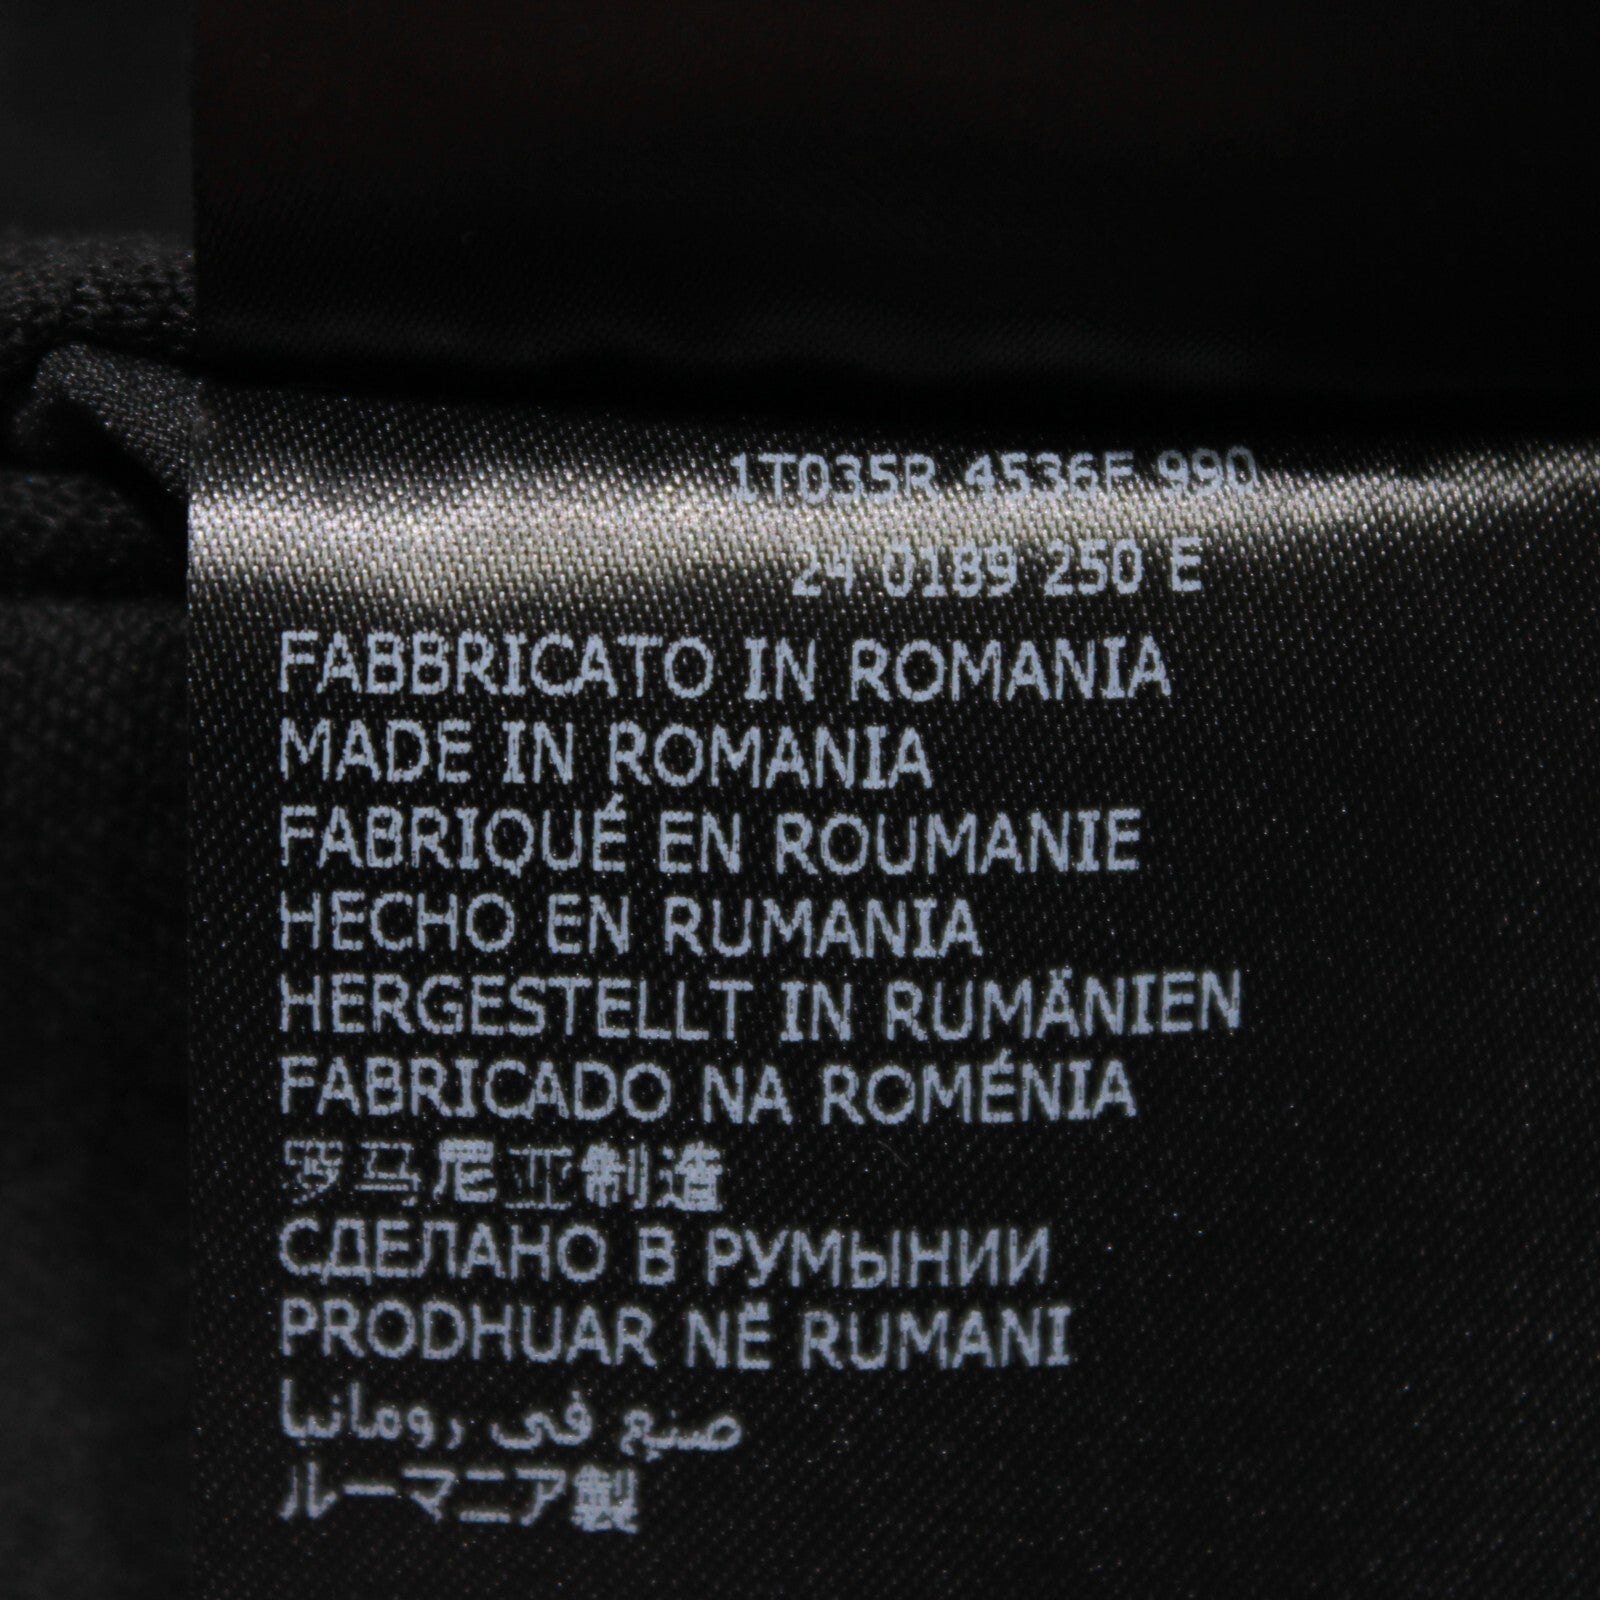 1T035R 4536F 990
24 0189 250 E
FABBRICATO IN ROMANIA
MADE IN ROMANIA
FABRIQUÉ EN ROUMANIE
HECHO EN RUMANIA
HERGESTELLT IN RUMÄNIEN
FABRICADO NA ROMÉNIA
罗马尼亚制造
СДЕЛАНО В РУМЫНИИ
PRODHUAR NË RUMANI
صنع في رومانيا
ルーマニア製